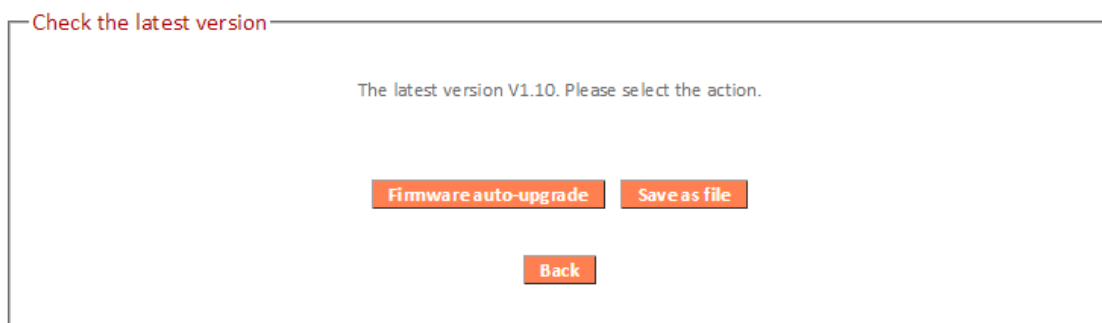 Check the latest version
The latest version V1.10. Please select the action.
Firmware auto-upgrade Save as file
Back